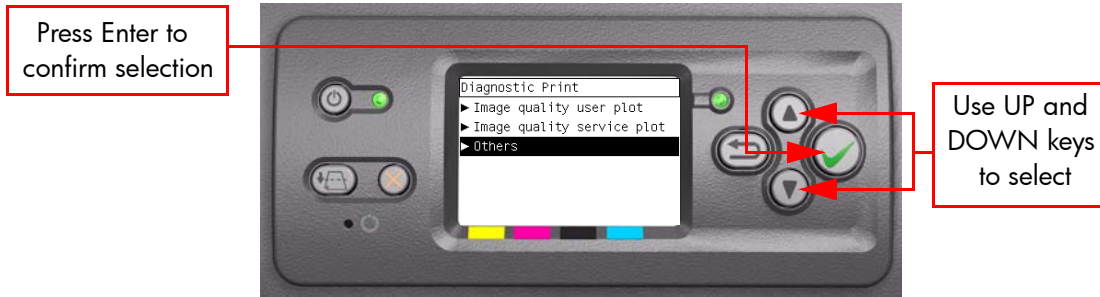 Press Enter to
confirm selection
Diagnostic Print
► Image quality user plot
► Image quality service plot
► Others
Use UP and
DOWN keys
to select